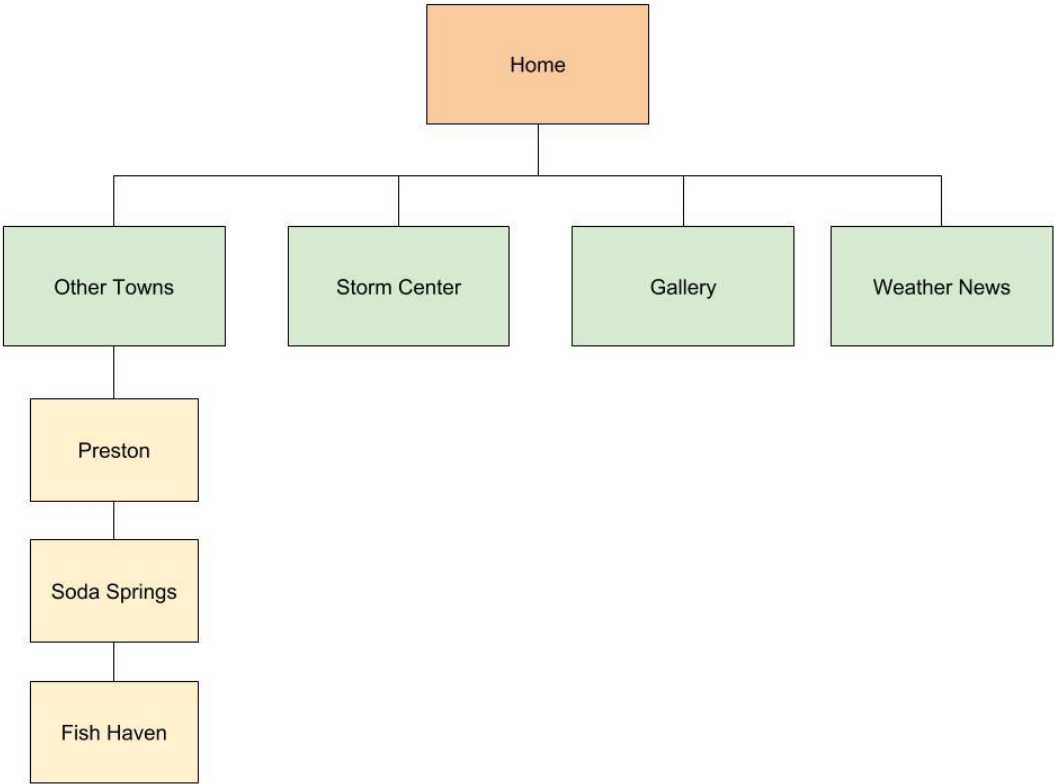 Home
Other Towns
Storm Center
Gallery
Weather News
Preston
Soda Springs
Fish Haven